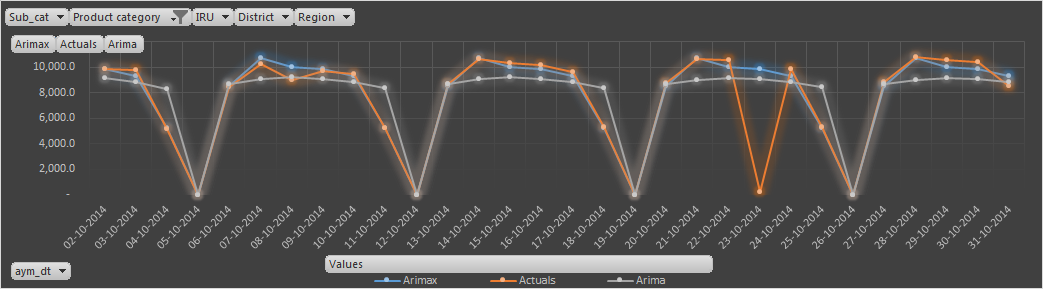 Sub_cat Product category IRU District Region
Arimax Actuals Arima
10,000.0
8,000.0
6,000.0
4,000.0
2,000.0
-
02-10-2014 03-10-2014 04-10-2014 05-10-2014 06-10-2014 07-10-2014 08-10-2014 09-10-2014 10-10-2014 11-10-2014 12-10-2014 13-10-2014 14-10-2014 15-10-2014 16-10-2014 17-10-2014 18-10-2014 19-10-2014 20-10-2014 21-10-2014 22-10-2014 23-10-2014 24-10-2014 25-10-2014 26-10-2014 27-10-2014 28-10-2014 29-10-2014 30-10-2014 31-10-2014
aym_dt
Values
Arimax Actuals Arima